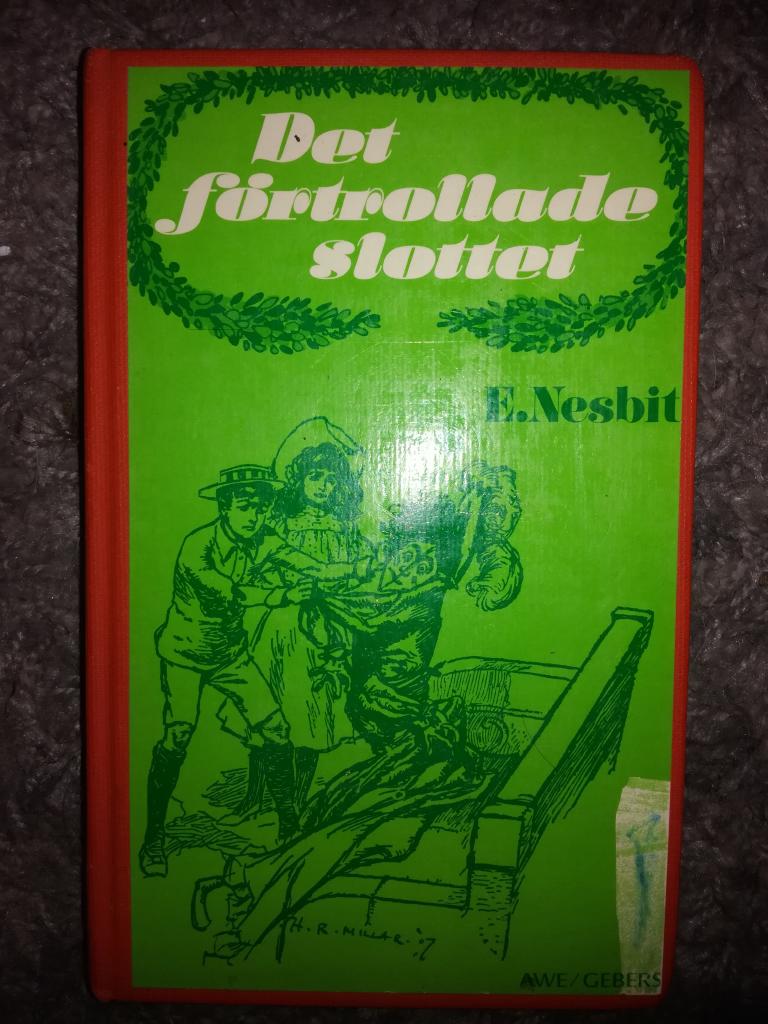 Det
förtrollade
slottet
E. Nesbit
H. R. MILLAR. '07
AWE/GEBERS